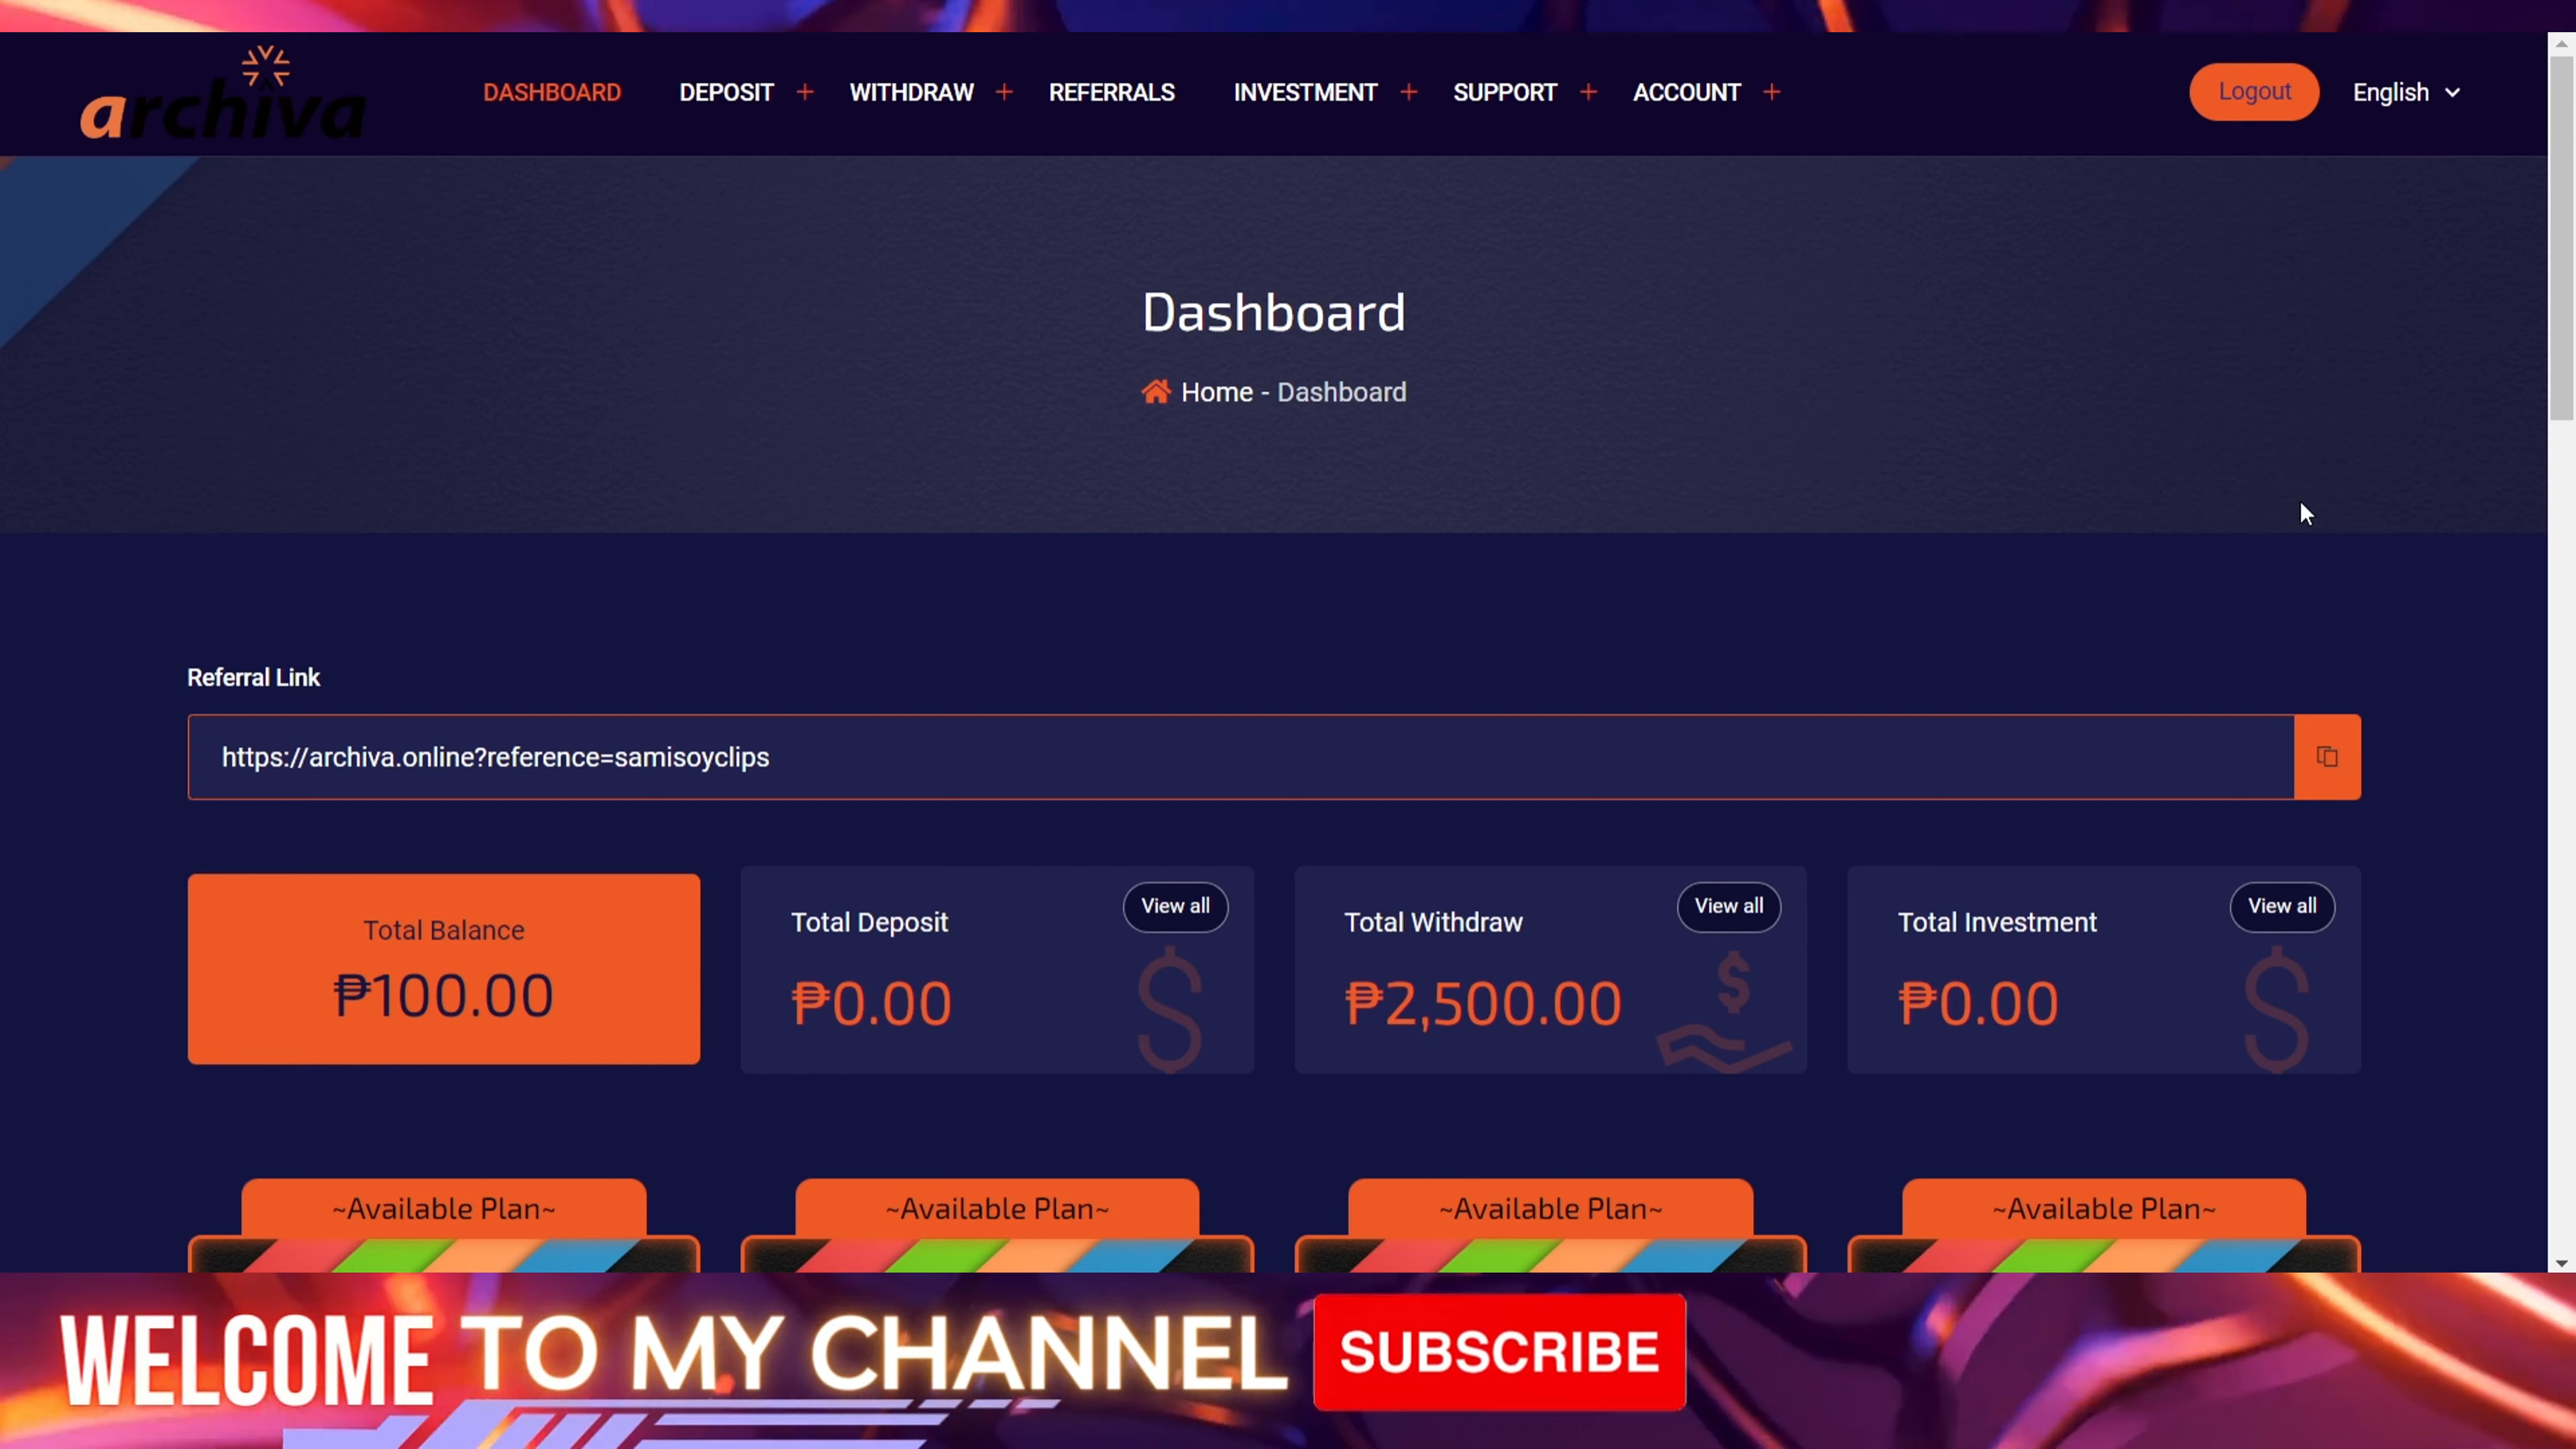 archiva
DASHBOARD DEPOSIT + WITHDRAW + REFERRALS INVESTMENT + SUPPORT + ACCOUNT + Logout English
Dashboard
Home - Dashboard
Referral Link
https://archiva.online?reference=samisoyclips
Total Balance
₱100.00
Total Deposit
View all
₱0.00
Total Withdraw
View all
₱2,500.00
Total Investment
View all
₱0.00
~Available Plan~
~Available Plan~
~Available Plan~
~Available Plan~
WELCOME TO MY CHANNEL SUBSCRIBE